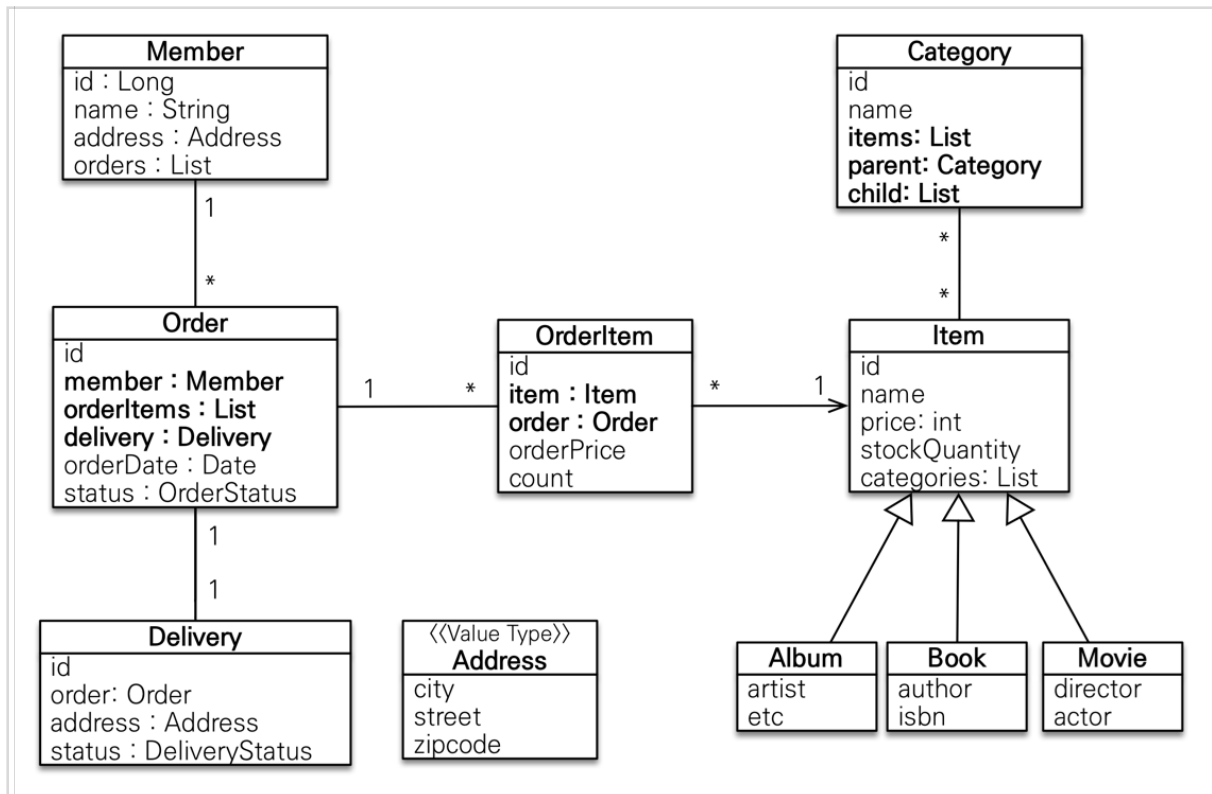 Member
id : Long
name : String
address : Address
orders : List
Category
id
name
items: List
parent: Category
child: List
1
*
*
*
Order
id
member : Member
orderItems : List
delivery : Delivery
orderDate : Date
status : OrderStatus
1
*
OrderItem
id
item : Item
order : Order
orderPrice
count
*
1
Item
id
name
price: int
stockQuantity
categories: List
1
1
Delivery
id
order: Order
address : Address
status : DeliveryStatus
《Value Type》
Address
city
street
zipcode
Album
artist
etc
Book
author
isbn
Movie
director
actor